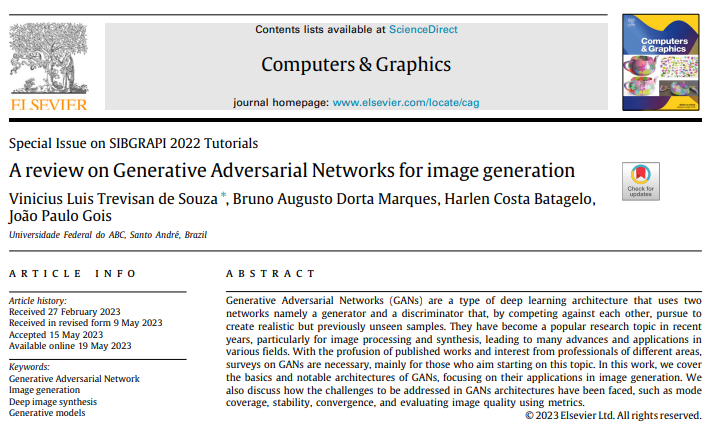 Contents lists available at ScienceDirect
Computers & Graphics
journal homepage: www.elsevier.com/locate/cag
ELSEVIER
Computers
&Graphics
Special Issue on SIBGRAPI 2022 Tutorials
A review on Generative Adversarial Networks for image generation
Check for
updates
Vinicius Luis Trevisan de Souza *, Bruno Augusto Dorta Marques, Harlen Costa Batagelo,
João Paulo Gois
Universidade Federal do ABC, Santo André, Brazil
ARTICLE INFO
Article history:
Received 27 February 2023
Received in revised form 9 May 2023
Accepted 15 May 2023
Available online 19 May 2023
Keywords:
Generative Adversarial Network
Image generation
Deep image synthesis
Generative models
ABSTRACT
Generative Adversarial Networks (GANs) are a type of deep learning architecture that uses two
networks namely a generator and a discriminator that, by competing against each other, pursue to
create realistic but previously unseen samples. They have become a popular research topic in recent
years, particularly for image processing and synthesis, leading to many advances and applications in
various fields. With the profusion of published works and interest from professionals of different areas,
surveys on GANs are necessary, mainly for those who aim starting on this topic. In this work, we cover
the basics and notable architectures of GANs, focusing on their applications in image generation. We
also discuss how the challenges to be addressed in GANs architectures have been faced, such as mode
coverage, stability, convergence, and evaluating image quality using metrics.
© 2023 Elsevier Ltd. All rights reserved.